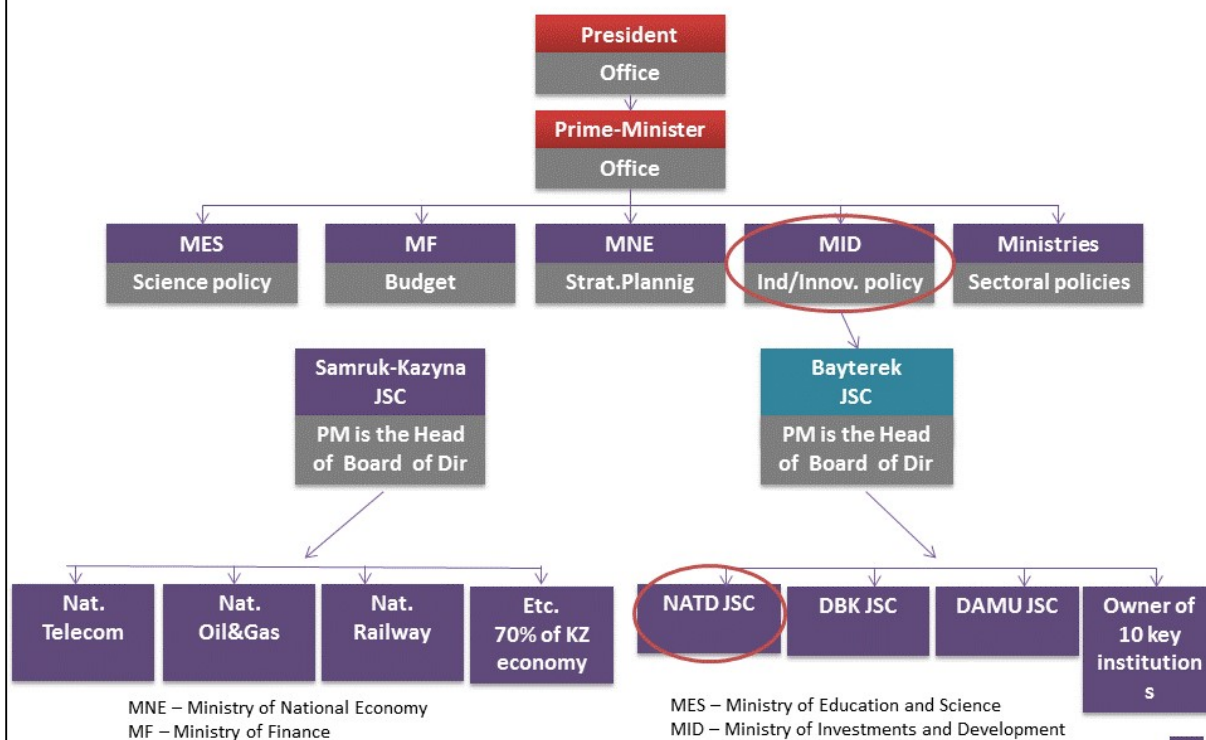 President
Office
Prime-Minister
Office
MES
Science policy
MF
Budget
MNE
Strat.Plannig
MID
Ind/Innov. policy
Ministries
Sectoral policies
Samruk-Kazyna
JSC
PM is the Head
of Board of Dir
Bayterek
JSC
PM is the Head
of Board of Dir
Nat.
Telecom
Nat.
Oil&Gas
Nat.
Railway
Etc.
70% of KZ
economy
NATD JSC
DBK JSC
DAMU JSC
Owner of
10 key
institution
s
MNE – Ministry of National Economy
MF – Ministry of Finance
MES – Ministry of Education and Science
MID – Ministry of Investments and Development